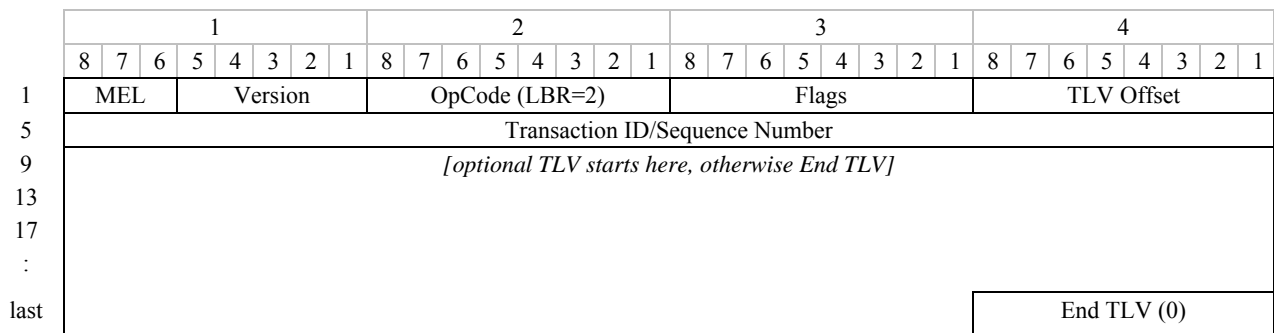 1 2 3 4
8 7 6 5 4 3 2 1 8 7 6 5 4 3 2 1 8 7 6 5 4 3 2 1 8 7 6 5 4 3 2 1
1 MEL Version OpCode (LBR=2) Flags TLV Offset
5 Transaction ID/Sequence Number
9 [optional TLV starts here, otherwise End TLV]
13
17
:
last End TLV (0)